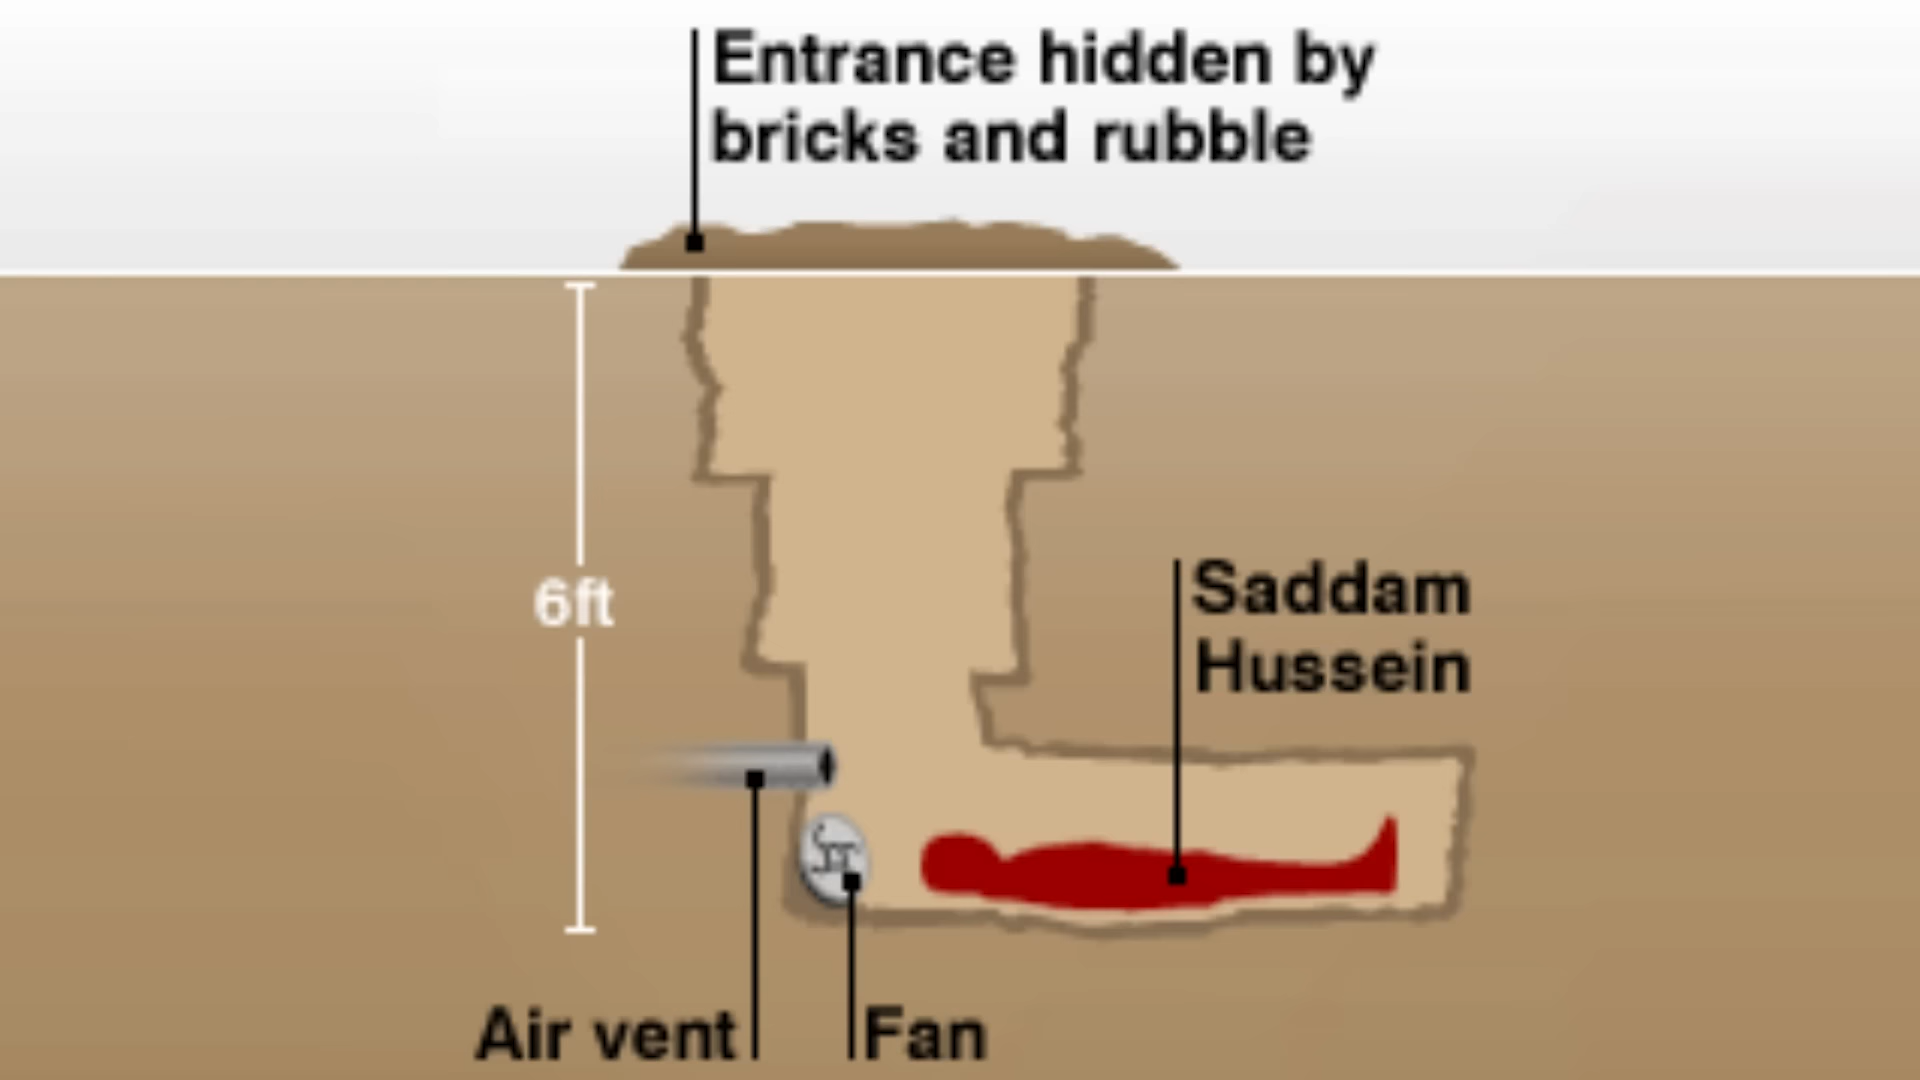 Entrance hidden by
bricks and rubble
6ft
Saddam
Hussein
Air vent
Fan